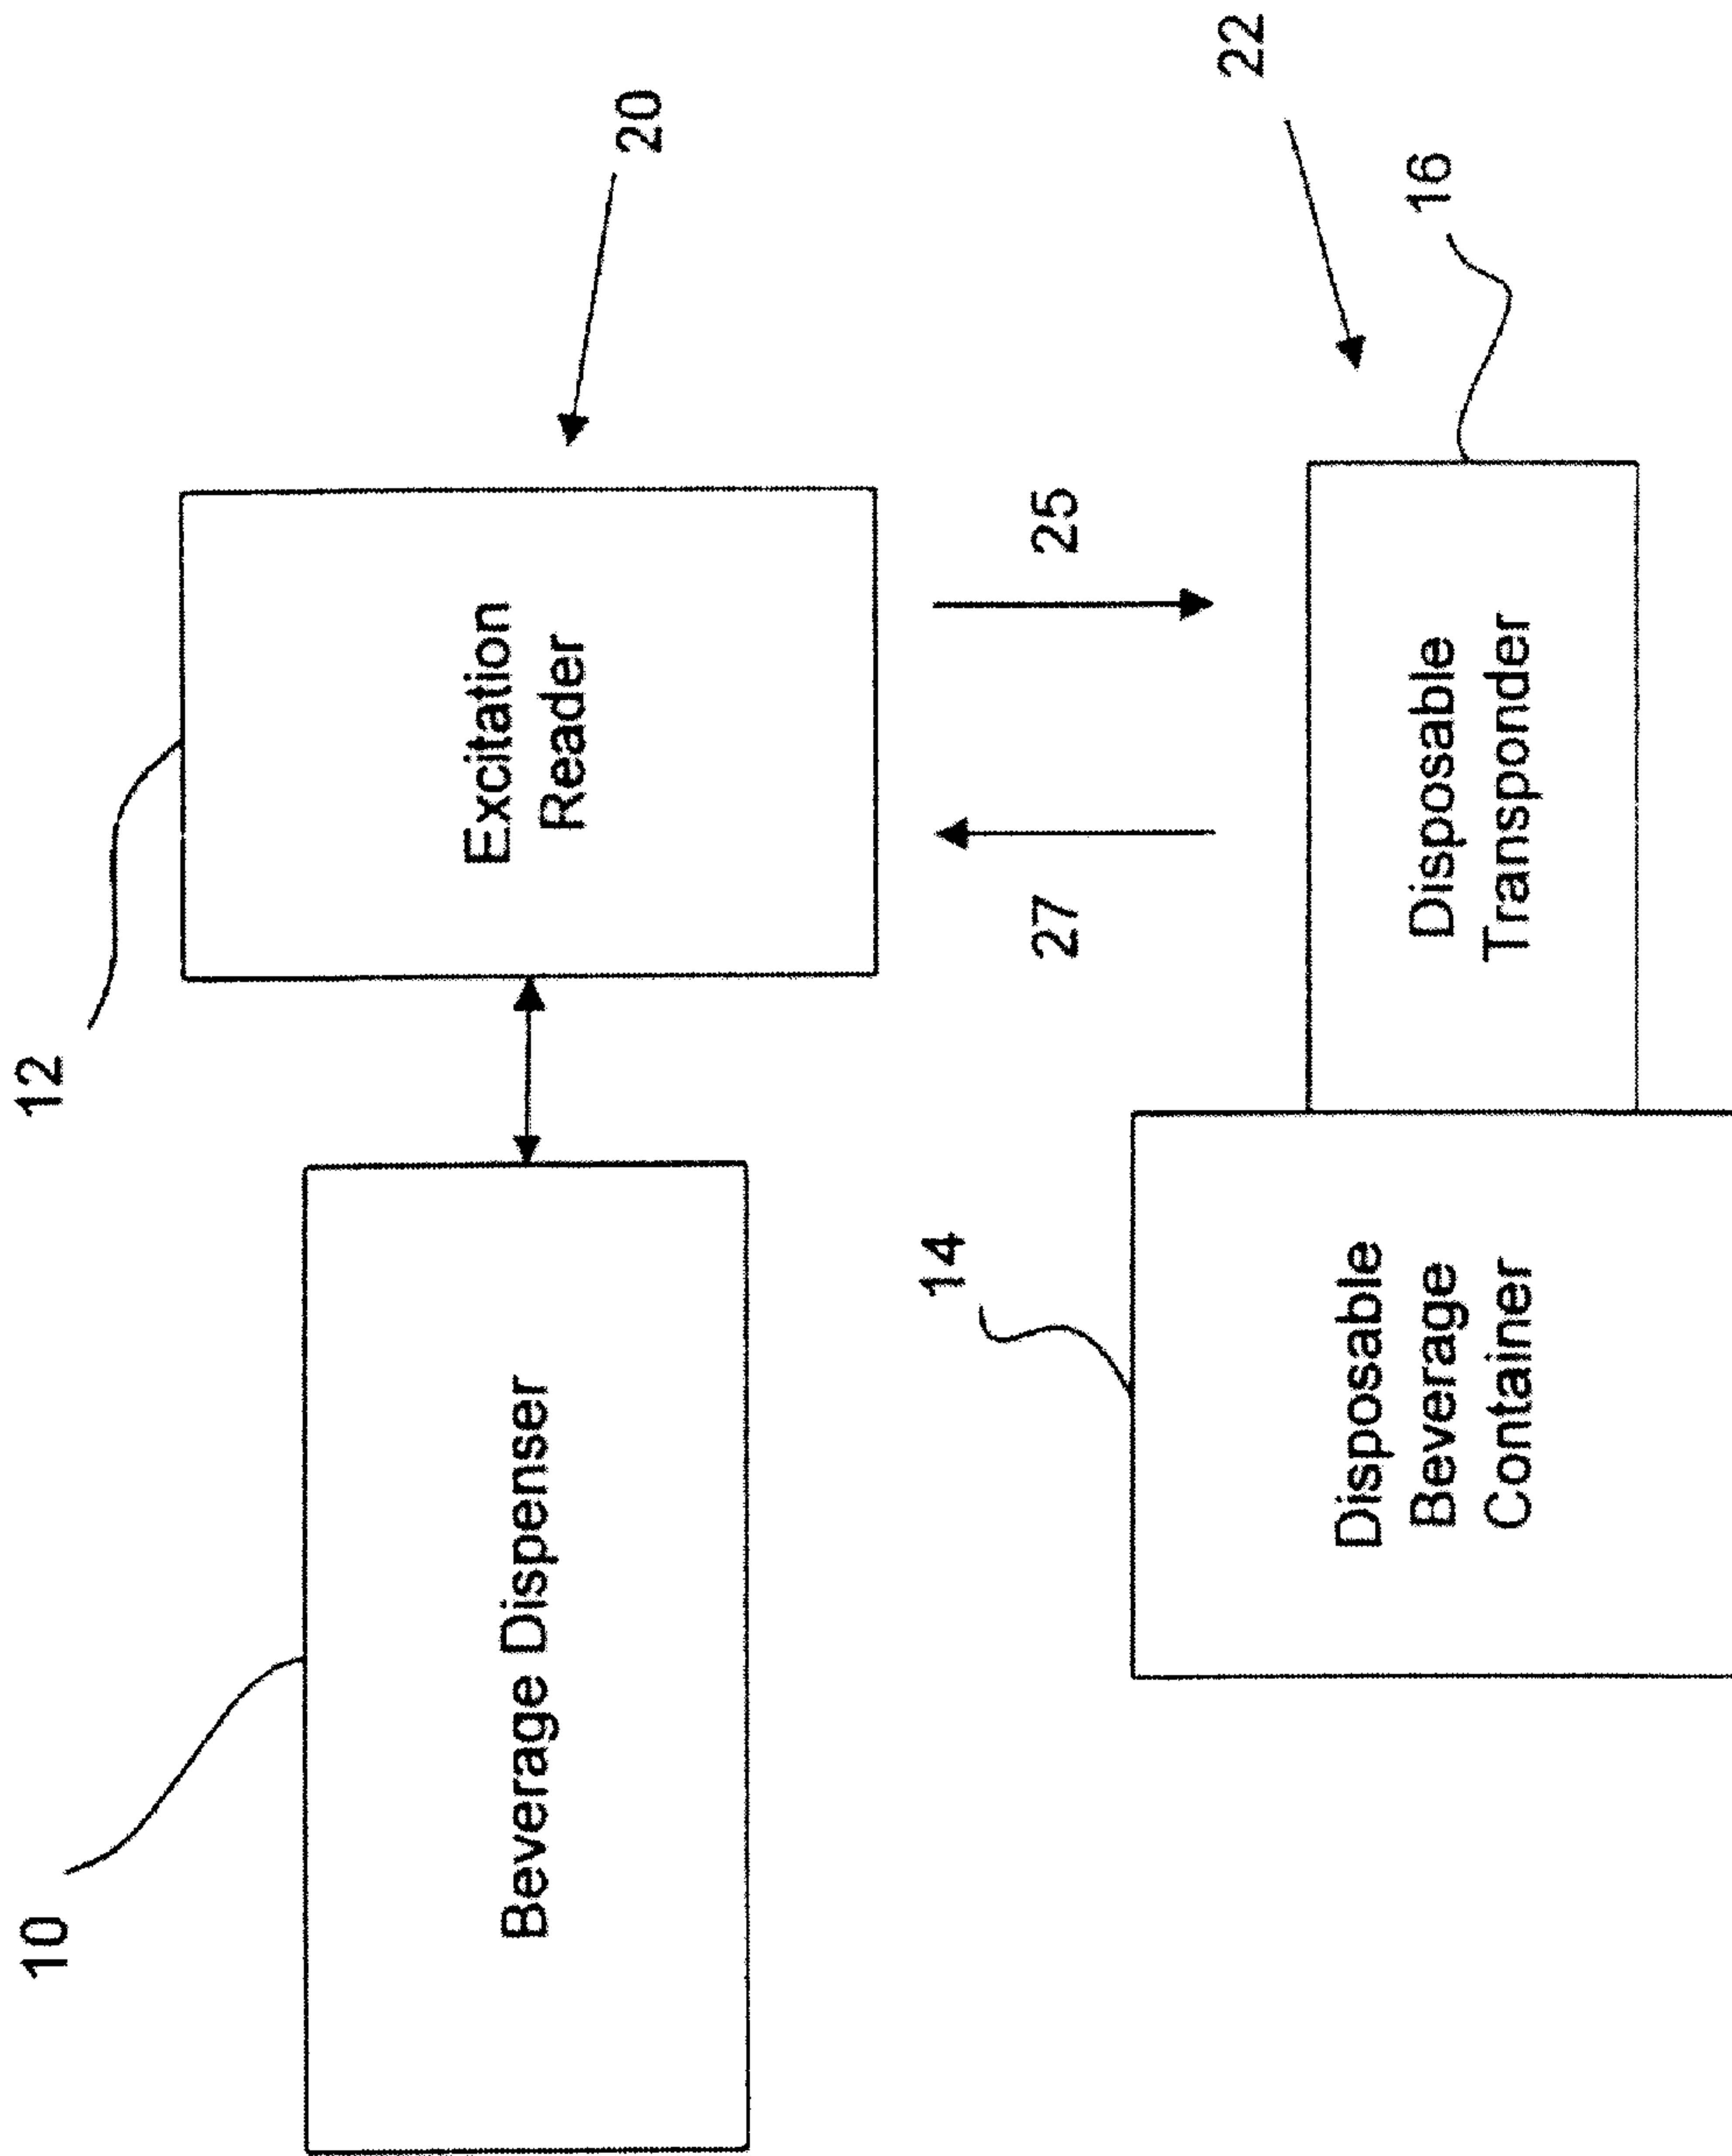 10
12
Beverage Dispenser
Excitation
Reader
20
14
27
25
22
16
Disposable
Beverage
Container
Disposable
Transponder